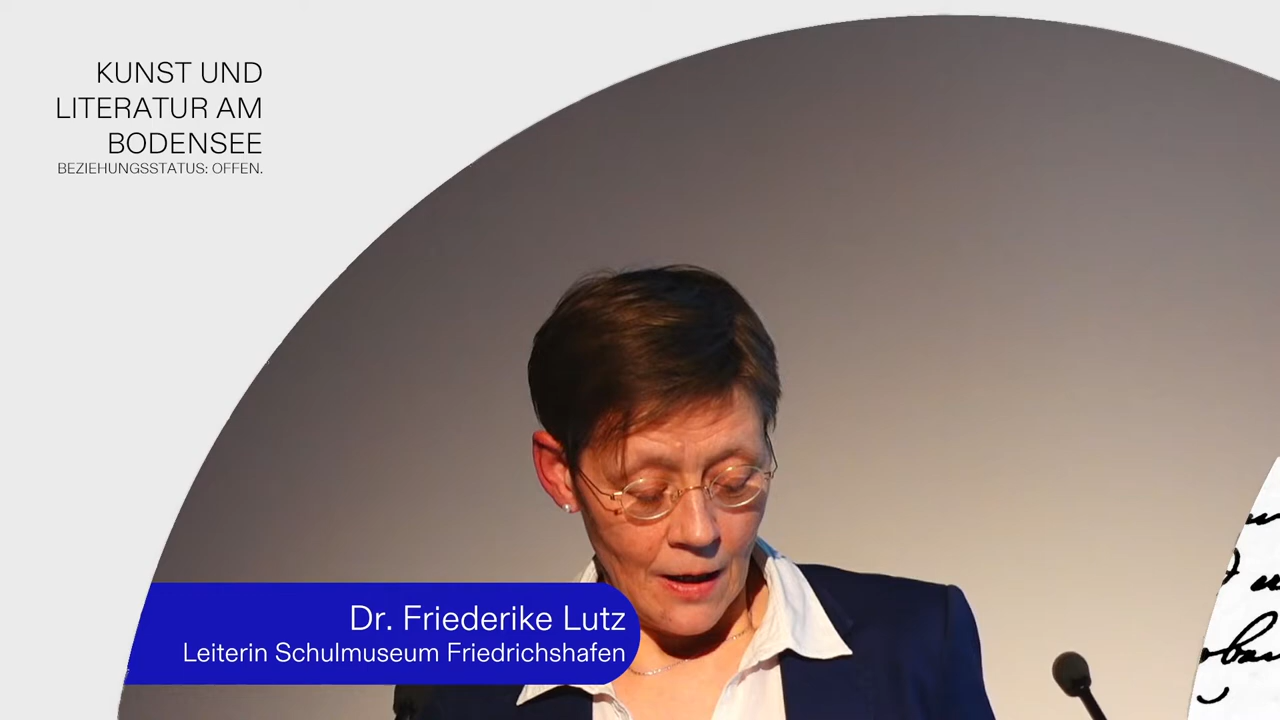 KUNST UND
LITERATUR AM
BODENSEE
BEZIEHUNGSSTATUS: OFFEN.
Dr. Friederike Lutz
Leiterin Schulmuseum Friedrichshafen